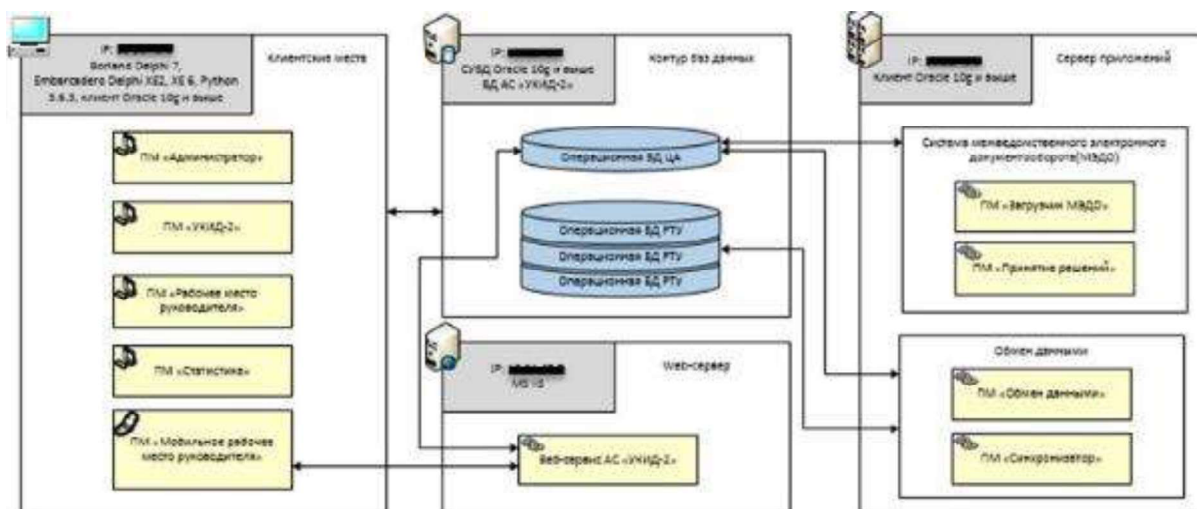 IP:
Borland Delphi 7,
Embarcadero Delphi XE2, XE 6, Python
3.6.3, клиент Oracle 10g и выше
Клиентские места
ПМ «Администратор»
ПМ «УКИД-2»
ПМ «Рабочее место
руководителя»
ПМ «Статистика»
ПМ «Мобильное рабочее
место руководителя»
IP:
СУБД Oracle 10g и выше
БД АС «УКИД-2»
Контур баз данных
Операционная БД ЦА
Операционная БД РТУ
Операционная БД РТУ
Операционная БД РТУ
IP:
MS IIS
Web-сервер
Веб-сервис АС «УКИД-2»
IP:
Клиент Oracle 10g и выше
Сервер приложений
Система межведомственного электронного
документооборота(МЭДО)
ПМ «Загрузчик МЭДО»
ПМ «Принятие решений»
Обмен данными
ПМ «Обмен данными»
ПМ «Синхронизатор»